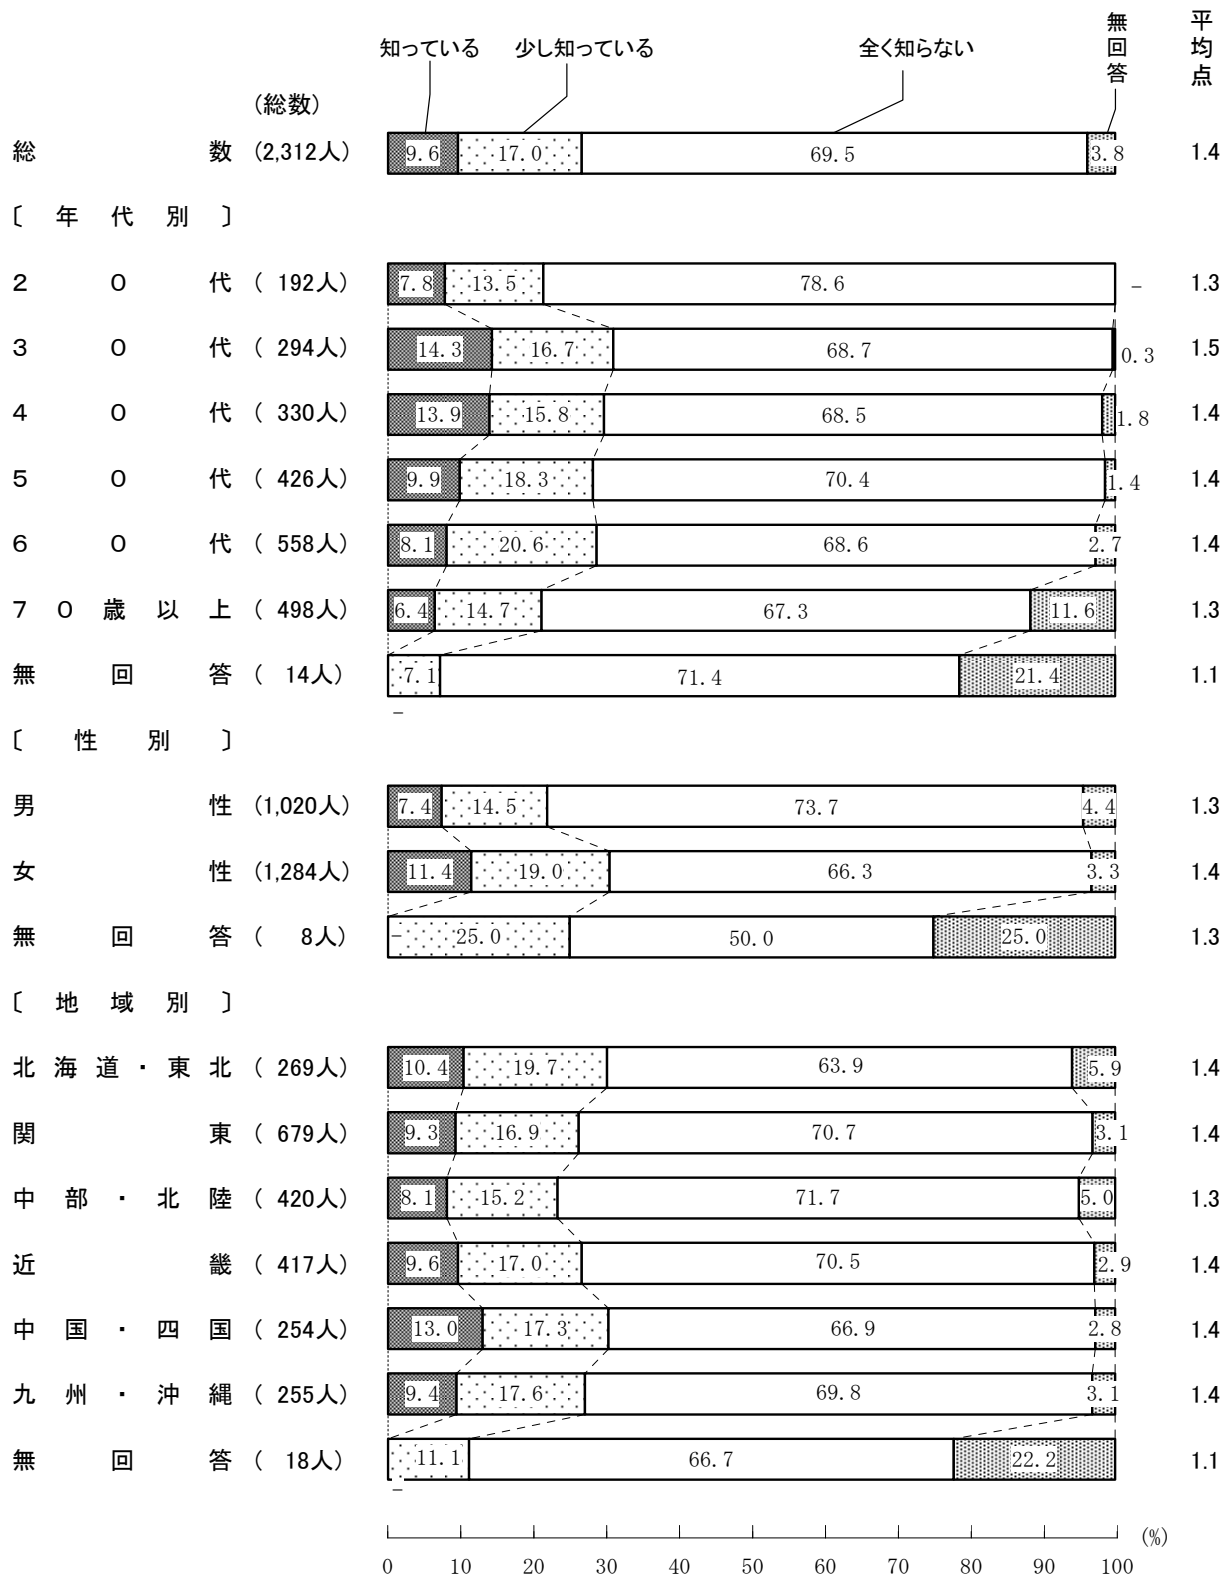 知っている 少し知っている 全く知らない 無回答 平均点
(総数)
総数 (2,312人) 9.6 17.0 69.5 3.8 1.4
〔年代別〕
20代 ( 192人) 7.8 13.5 78.6 - 1.3
30代 ( 294人) 14.3 16.7 68.7 0.3 1.5
40代 ( 330人) 13.9 15.8 68.5 1.8 1.4
50代 ( 426人) 9.9 18.3 70.4 1.4 1.4
60代 ( 558人) 8.1 20.6 68.6 2.7 1.4
70歳以上 ( 498人) 6.4 14.7 67.3 11.6 1.3
無回答 ( 14人) 7.1 71.4 21.4 1.1
-
〔性別〕
男性 (1,020人) 7.4 14.5 73.7 4.4 1.3
女性 (1,284人) 11.4 19.0 66.3 3.3 1.4
無回答 ( 8人) - 25.0 50.0 25.0 1.3
〔地域別〕
北海道・東北 ( 269人) 10.4 19.7 63.9 5.9 1.4
関東 ( 679人) 9.3 16.9 70.7 3.1 1.4
中部・北陸 ( 420人) 8.1 15.2 71.7 5.0 1.3
近畿 ( 417人) 9.6 17.0 70.5 2.9 1.4
中国・四国 ( 254人) 13.0 17.3 66.9 2.8 1.4
九州・沖縄 ( 255人) 9.4 17.6 69.8 3.1 1.4
無回答 ( 18人) 11.1 66.7 22.2 1.1
-
(%)
0 10 20 30 40 50 60 70 80 90 100